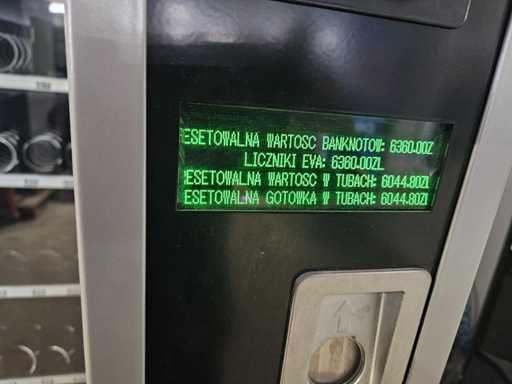 ESETOWALNA WARTOSC BANKNOTOW: 6360.00Z
LICZNIKI EVA: 6360.00ZL
ESETOWALNA WARTOSC W TUBACH: 6044.80Zl
ESETOWALNA GOTOWKA W TUBACH: 6044.80Zl